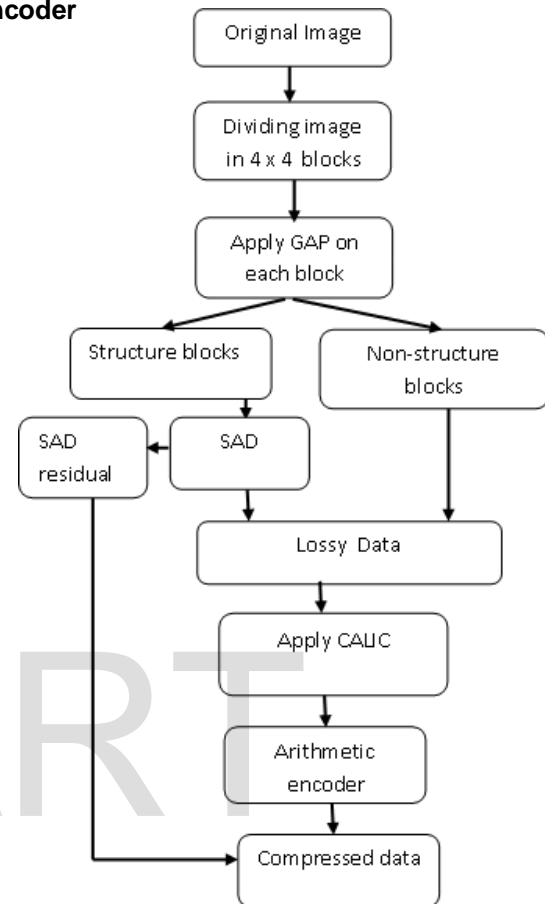 ncoder
Original Image
Dividing image
in 4 x 4 blocks
Apply GAP on
each block
Structure blocks
Non-structure
blocks
SAD
residual
SAD
Lossy Data
Apply CALIC
Arithmetic
encoder
Compressed data
ART